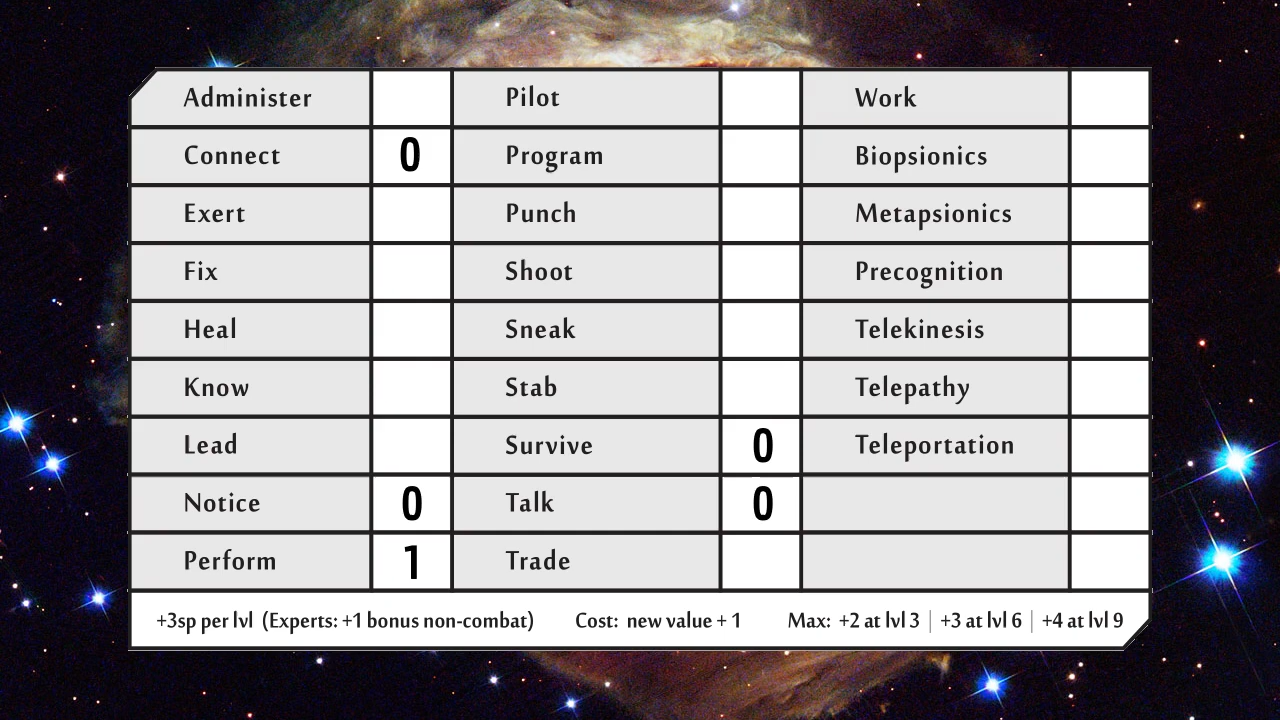 Administer Pilot Work
Connect 0 Program Biopsionics
Exert Punch Metapsionics
Fix Shoot Precognition
Heal Sneak Telekinesis
Know Stab Telepathy
Lead Survive 0 Teleportation
Notice 0 Talk 0
Perform 1 Trade
+3sp per lvl (Experts: +1 bonus non-combat) Cost: new value + 1 Max: +2 at lvl 3 | +3 at lvl 6 | +4 at lvl 9